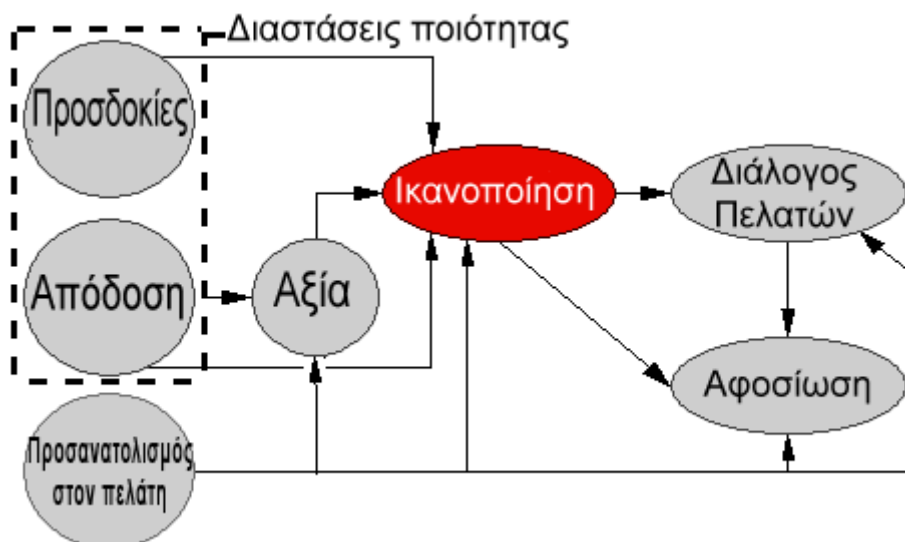 Διαστάσεις ποιότητας
Προσδοκίες
Ικανοποίηση
Διάλογος
Πελατών
Απόδοση
Αξία
Αφοσίωση
Προσανατολισμός
στον πελάτη